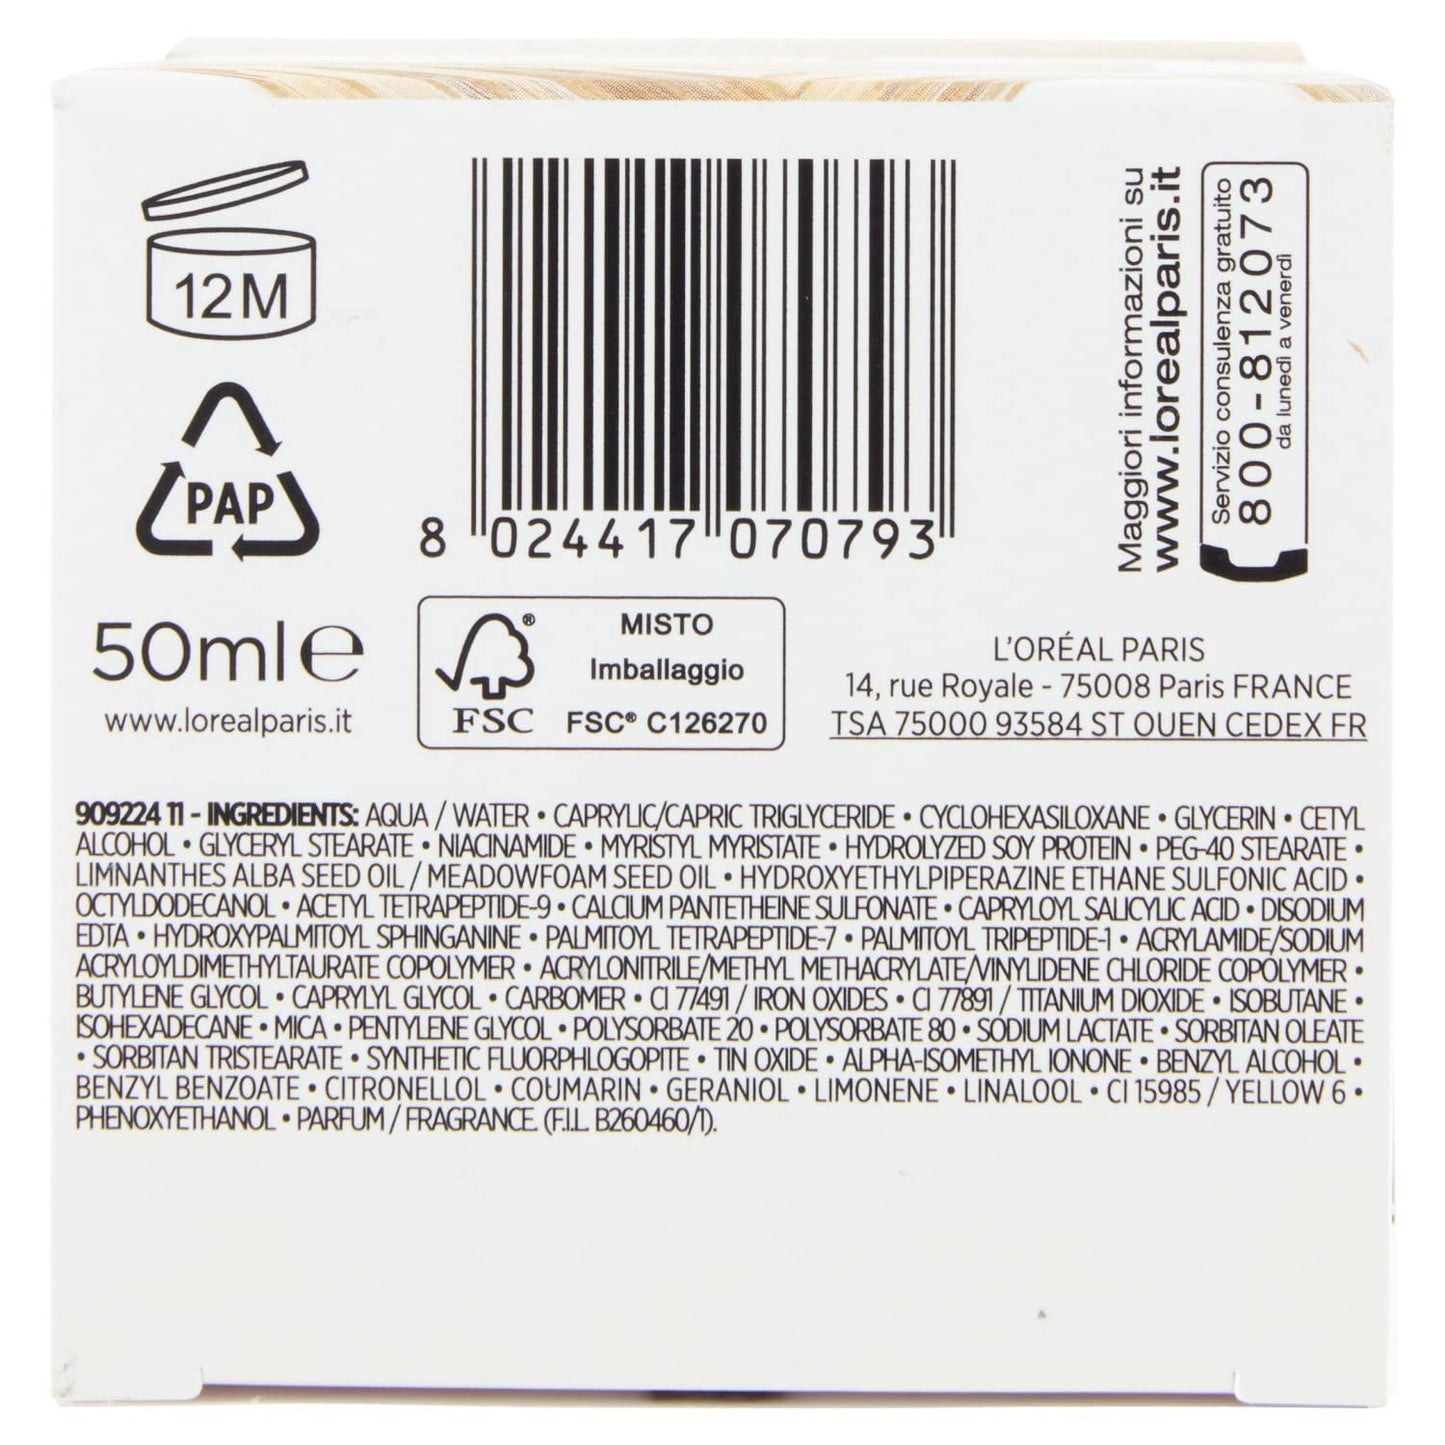 12M
PAP
8 024417 070793
Maggiori informazioni su
www.lorealparis.it
Servizio consulenza gratuito
800-812073
da lunedì a venerdì
50ml e
www.lorealparis.it
FSC®
MISTO
Imballaggio
FSC® C126270
L'ORÉAL PARIS
14, rue Royale - 75008 Paris FRANCE
TSA 75000 93584 ST OUEN CEDEX FR
909224 11 - INGREDIENTS: AQUA / WATER • CAPRYLIC/CAPRIC TRIGLYCERIDE • CYCLOHEXASILOXANE • GLYCERIN • CETYL
ALCOHOL • GLYCERYL STEARATE • NIACINAMIDE • MYRISTYL MYRISTATE • HYDROLYZED SOY PROTEIN • PEG-40 STEARATE •
LIMNANTHES ALBA SEED OIL / MEADOWFOAM SEED OIL • HYDROXYETHYLPIPERAZINE ETHANE SULFONIC ACID •
OCTYLDODECANOL • ACETYL TETRAPEPTIDE-9 • CALCIUM PANTETHEINE SULFONATE • CAPRYLOYL SALICYLIC ACID • DISODIUM
EDTA • HYDROXYPALMITOYL SPHINGANINE • PALMITOYL TETRAPEPTIDE-7 • PALMITOYL TRIPEPTIDE-1 • ACRYLAMIDE/SODIUM
ACRYLOYLDIMETHYLTAURATE COPOLYMER • ACRYLONITRILE/METHYL METHACRYLATE/VINYLIDENE CHLORIDE COPOLYMER •
BUTYLENE GLYCOL • CAPRYLYL GLYCOL • CARBOMER • CI 77491 / IRON OXIDES • CI 77891 / TITANIUM DIOXIDE • ISOBUTANE •
ISOHEXADECANE • MICA • PENTYLENE GLYCOL • POLYSORBATE 20 • POLYSORBATE 80 • SODIUM LACTATE • SORBITAN OLEATE
• SORBITAN TRISTEARATE • SYNTHETIC FLUORPHLOGOPITE • TIN OXIDE • ALPHA-ISOMETHYL IONONE • BENZYL ALCOHOL •
BENZYL BENZOATE • CITRONELLOL • COUMARIN • GERANIOL • LIMONENE • LINALOOL • CI 15985 / YELLOW 6 •
PHENOXYETHANOL • PARFUM / FRAGRANCE. (F.I.L. B260460/1).